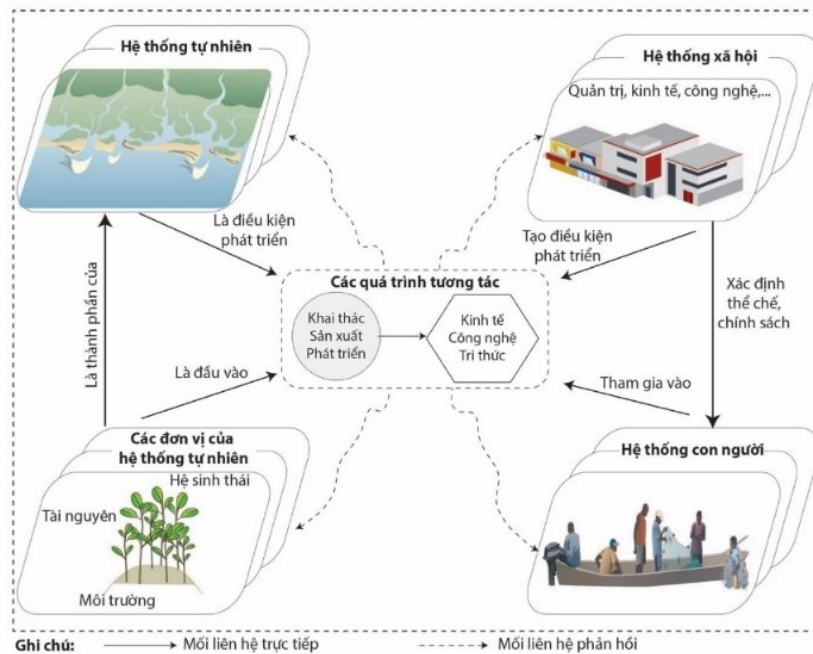 Hệ thống tự nhiên
Hệ thống xã hội
Quản trị, kinh tế, công nghệ,...
Là điều kiện
phát triển
Tạo điều kiện
phát triển
Các quá trình tương tác
Khai thác
Sản xuất
Phát triển
Kinh tế
Công nghệ
Tri thức
Xác định
thể chế,
chính sách
Là thành phần của
Là đầu vào
Tham gia vào
Các đơn vị của
hệ thống tự nhiên
Hệ sinh thái
Tài nguyên
Môi trường
Hệ thống con người
Ghi chú:
Mối liên hệ trực tiếp
Mối liên hệ phản hồi